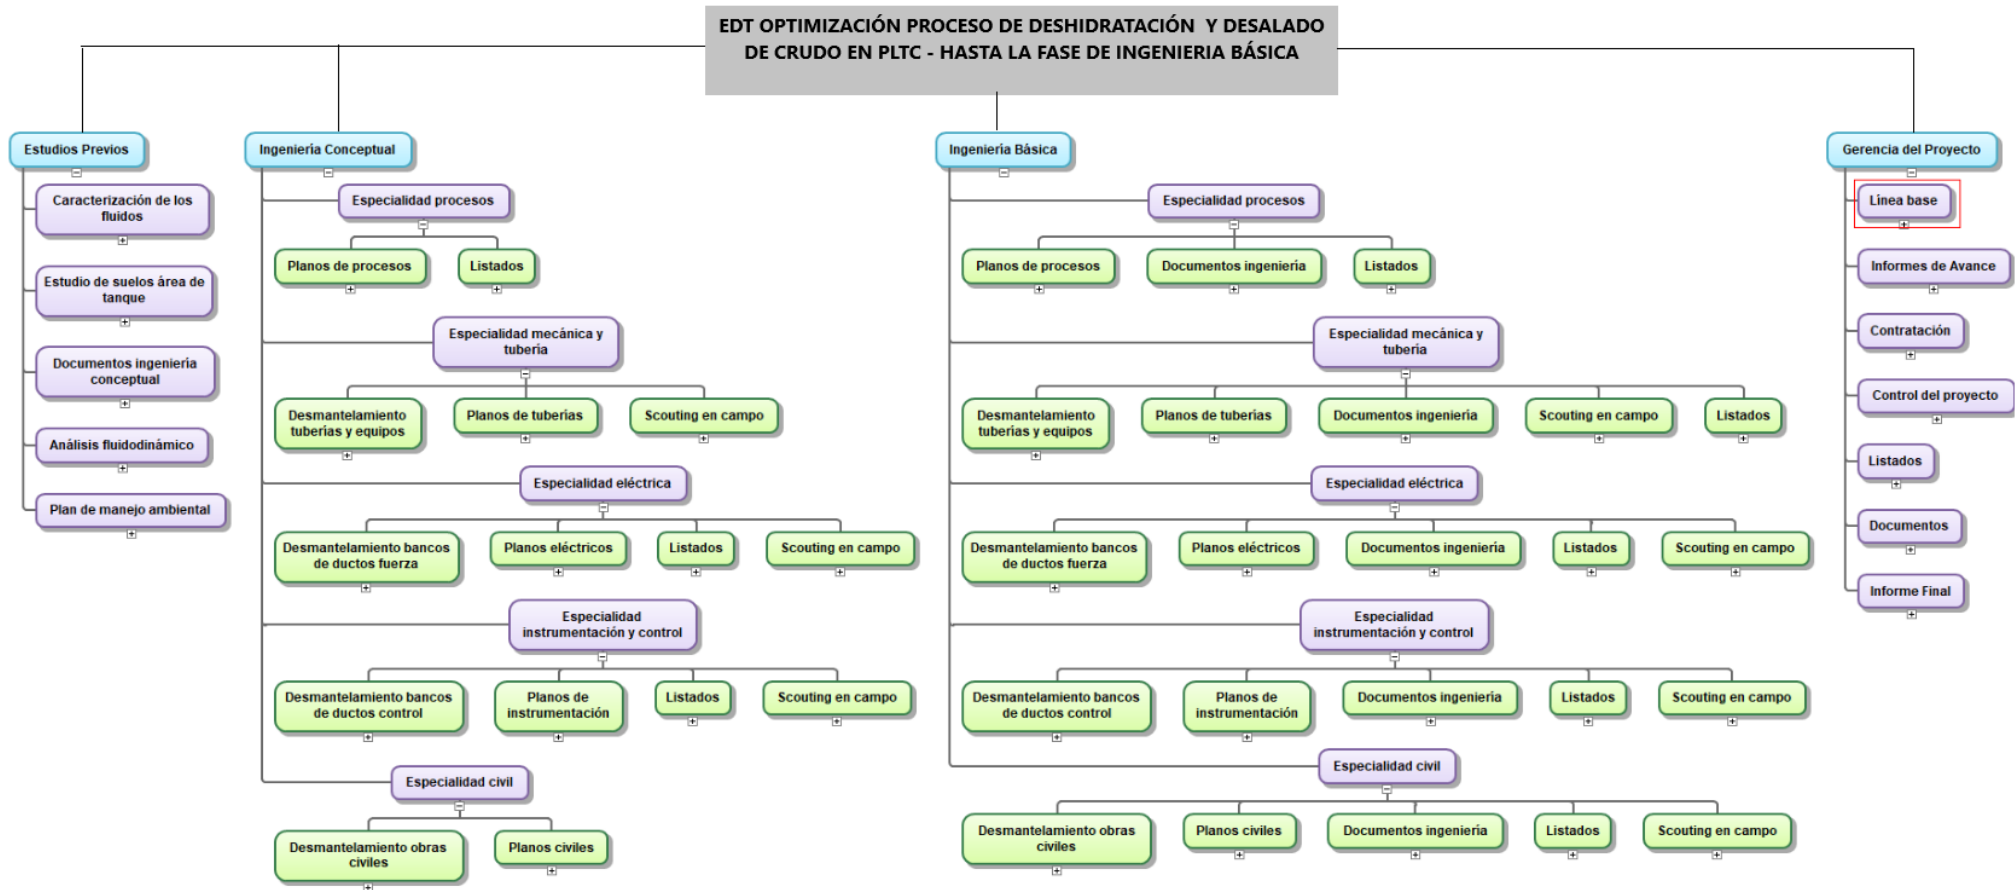 EDT OPTIMIZACIÓN PROCESO DE DESHIDRATACIÓN Y DESALADO
DE CRUDO EN PLTC - HASTA LA FASE DE INGENIERIA BÁSICA
Estudios Previos
Caracterización de los
fluidos
Estudio de suelos área de
tanque
Documentos ingeniería
conceptual
Análisis fluidodinámico
Plan de manejo ambiental
Ingeniería Conceptual
Especialidad procesos
Planos de procesos
Listados
Especialidad mecánica y
tubería
Desmantelamiento
tuberías y equipos
Planos de tuberías
Scouting en campo
Especialidad eléctrica
Desmantelamiento bancos
de ductos fuerza
Planos eléctricos
Listados
Scouting en campo
Especialidad
instrumentación y control
Desmantelamiento bancos
de ductos control
Planos de
instrumentación
Listados
Scouting en campo
Especialidad civil
Desmantelamiento obras
civiles
Planos civiles
Ingeniería Básica
Especialidad procesos
Planos de procesos
Documentos ingeniería
Listados
Especialidad mecánica y
tubería
Desmantelamiento
tuberías y equipos
Planos de tuberías
Documentos ingeniería
Scouting en campo
Listados
Especialidad eléctrica
Desmantelamiento bancos
de ductos fuerza
Planos eléctricos
Documentos ingeniería
Listados
Scouting en campo
Especialidad
instrumentación y control
Desmantelamiento bancos
de ductos control
Planos de
instrumentación
Documentos ingeniería
Listados
Scouting en campo
Especialidad civil
Desmantelamiento obras
civiles
Planos civiles
Documentos ingeniería
Listados
Scouting en campo
Gerencia del Proyecto
Línea base
Informes de Avance
Contratación
Control del proyecto
Listados
Documentos
Informe Final